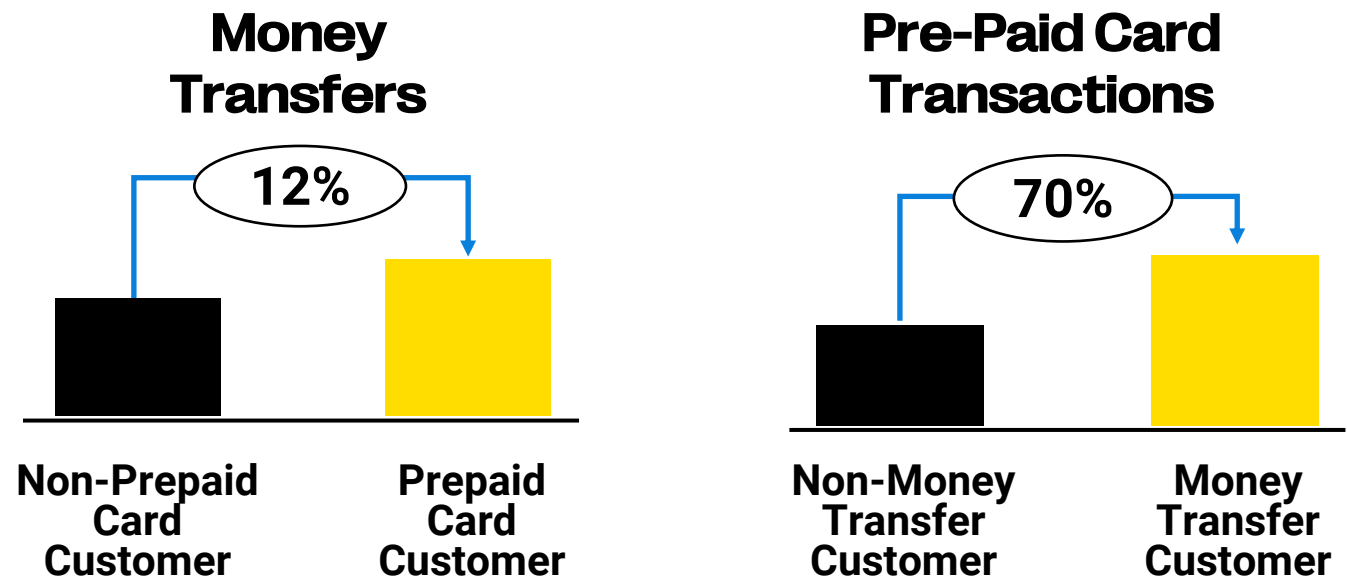 Money
Transfers
12%
Non-Prepaid
Card
Customer
Prepaid
Card
Customer
Pre-Paid Card
Transactions
70%
Non-Money
Transfer
Customer
Money
Transfer
Customer